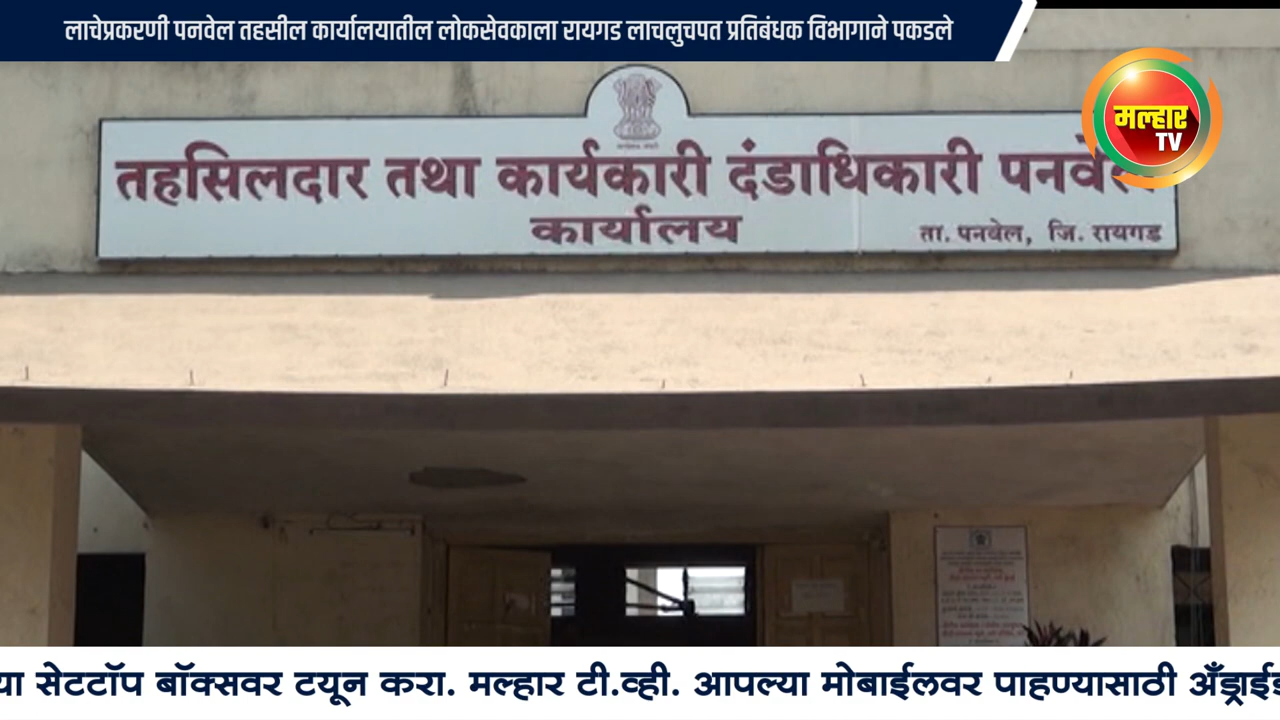 लाचेप्रकरणी पनवेल तहसील कार्यालयातील लोकसेवकाला रायगड लाचलुचपत प्रतिबंधक विभागाने पकडले
मल्हार
TV
तहसिलदार तथा कार्यकारी दंडाधिकारी पनवेल
कार्यालय
ता. पनवेल, जि. रायगड
या सेटटॉप बॉक्सवर टयून करा. मल्हार टी.व्ही. आपल्या मोबाईलवर पाहण्यासाठी अँड्राईड